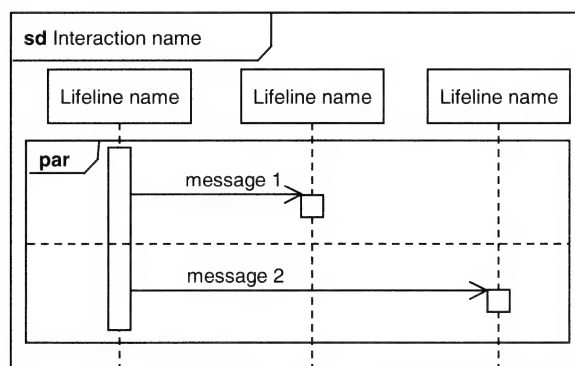 sd Interaction name
Lifeline name
Lifeline name
Lifeline name
par
message 1
message 2